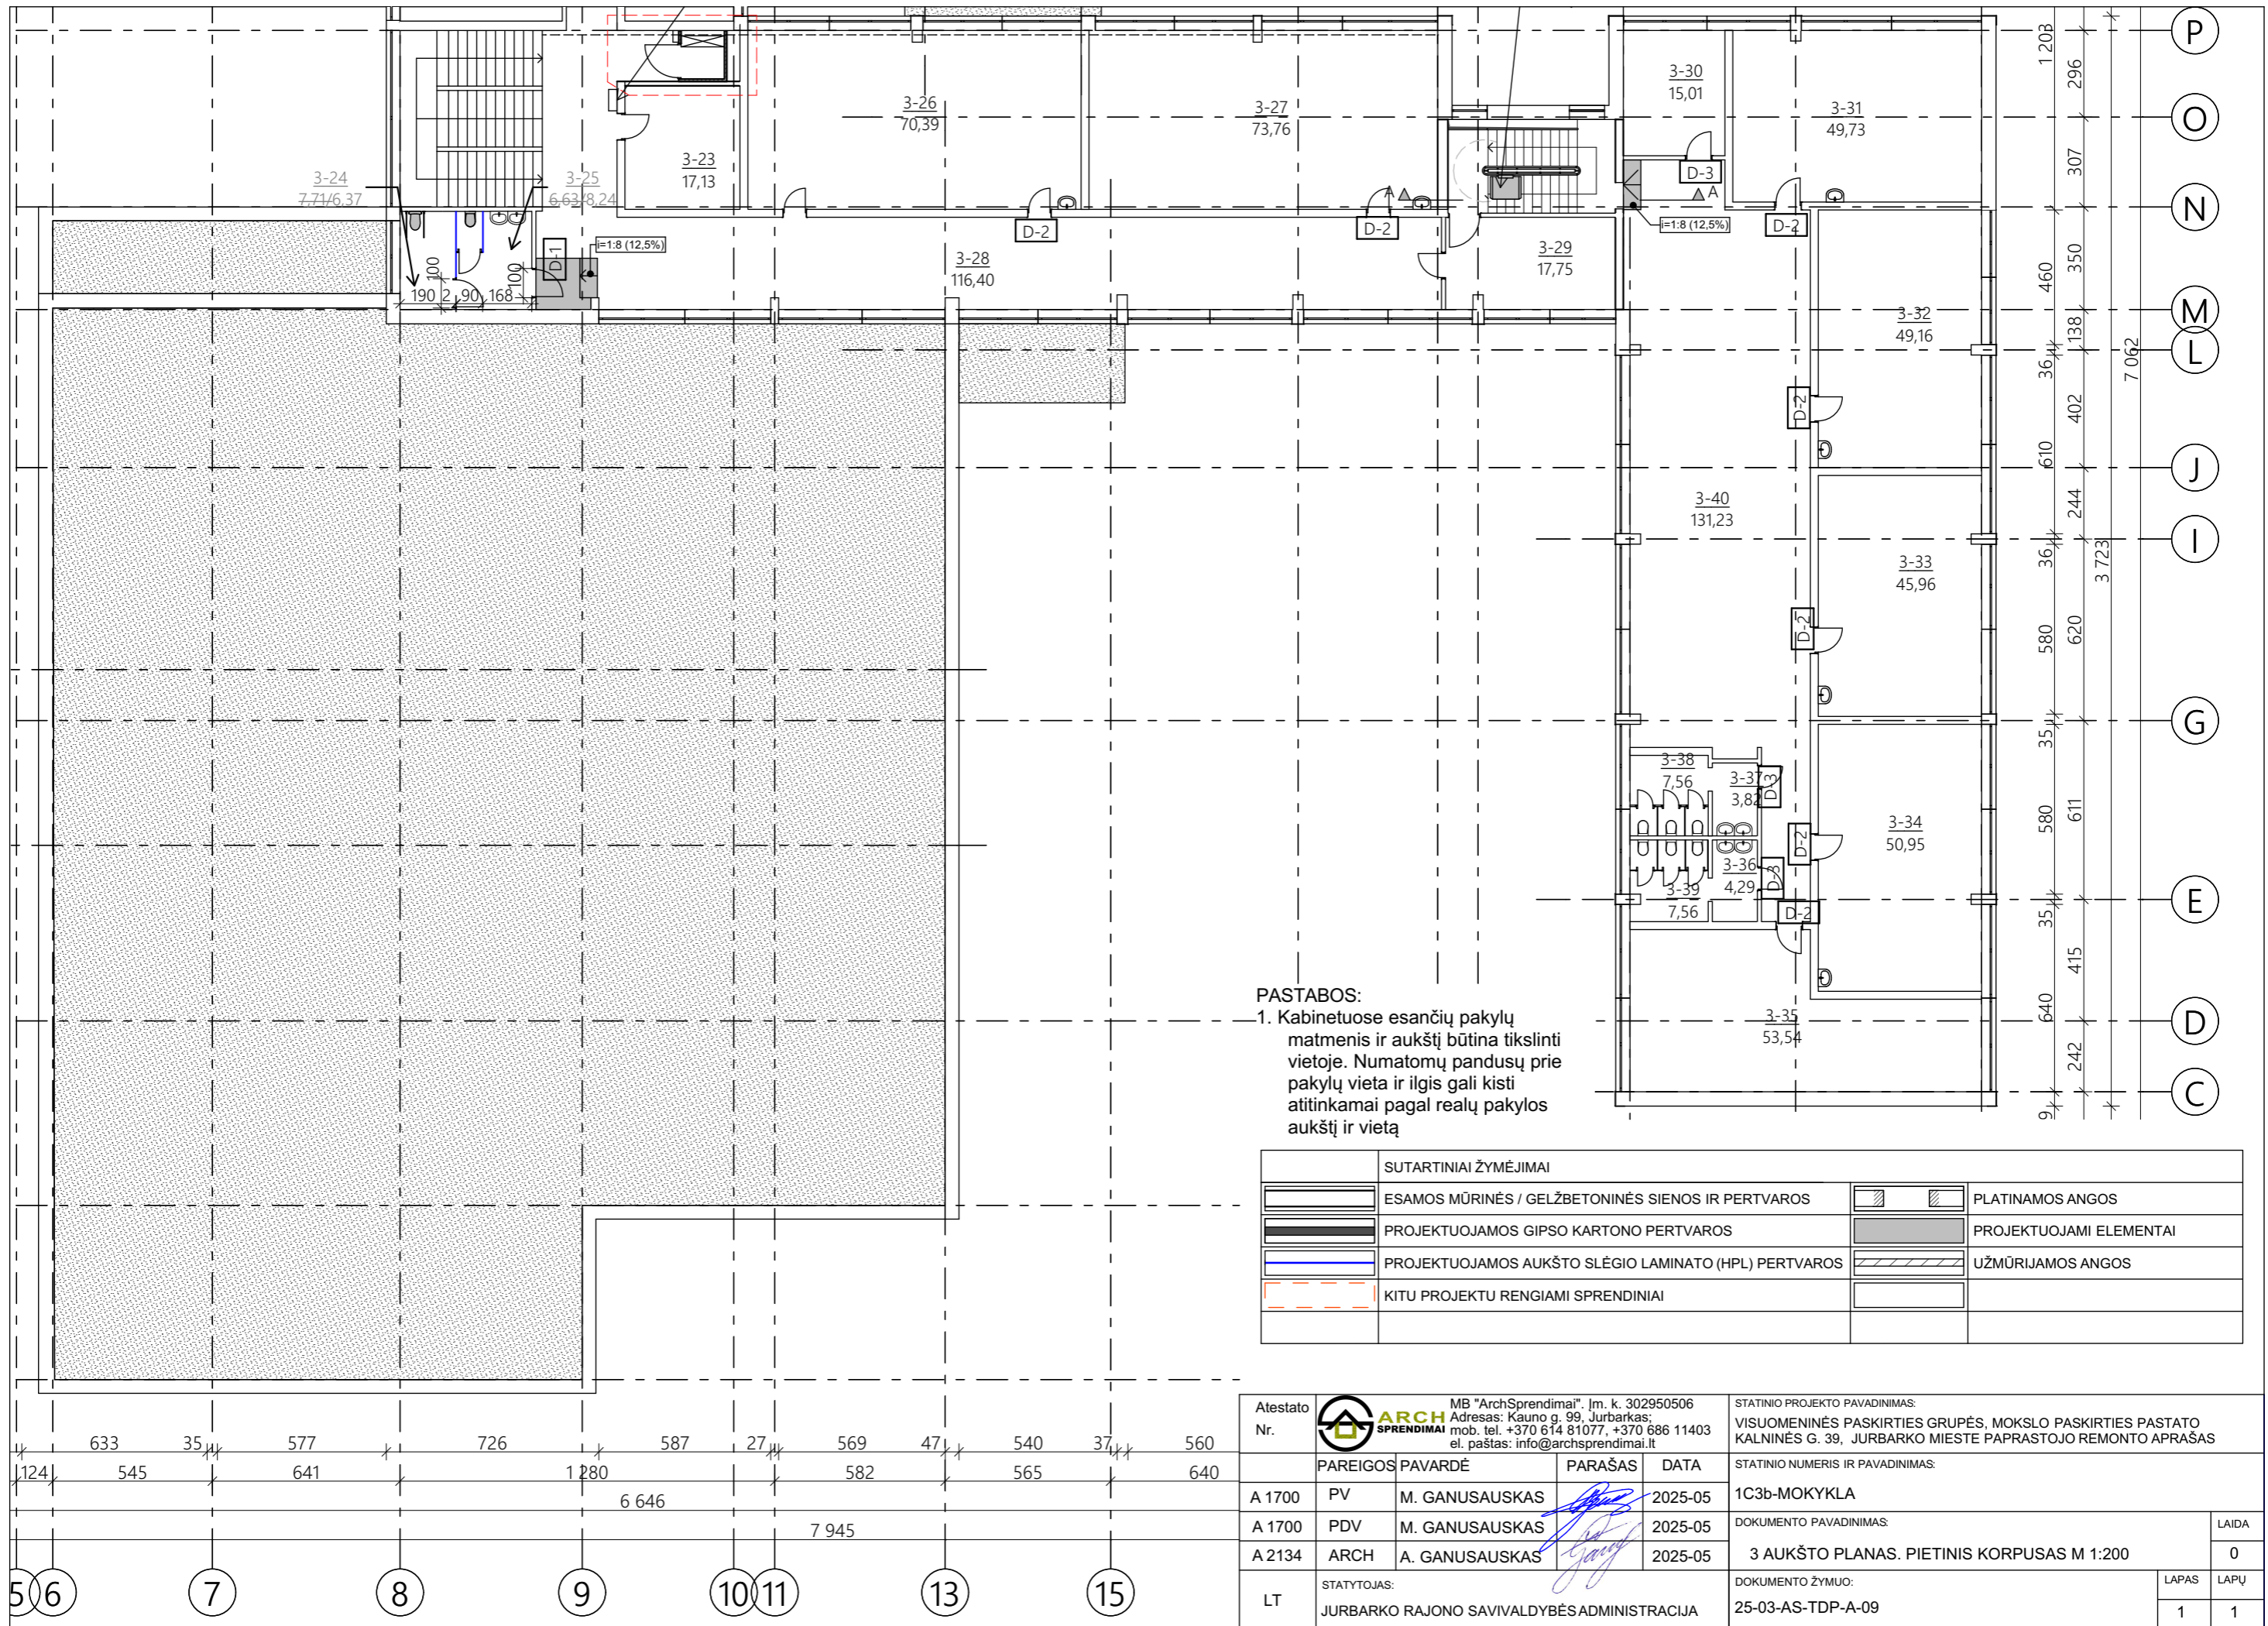 P
O
N
M
L
J
I
G
E
D
C
3-30
15,01
3-31
49,73
3-26
70,39
3-27
73,76
3-23
17,13
3-24
7,71/6,37
3-25
6,63/8,24
D-3
A
A
D-2
D-2
D-2
i=1:8 (12,5%)
i=1:8 (12,5%)
D-1
3-28
116,40
3-29
17,75
100
100
190 2 90 168
3-32
49,16
D-2
3-40
131,23
3-33
45,96
D-2
3-38
7,56
3-37
3,82
D-3
3-34
50,95
D-2
3-36
4,29
D-3
3-39
7,56
D-2
3-35
53,54
1 203
460
36
610
36
580
35
580
35
640
9
296
307
350
138
402
244
620
611
415
242
3 723
7 062
PASTABOS:
1. Kabinetuose esančių pakylų
matmenis ir aukštį būtina tikslinti
vietoje. Numatomų pandusų prie
pakylų vieta ir ilgis gali kisti
atitinkamai pagal realų pakylos
aukštį ir vietą
SUTARTINIAI ŽYMĖJIMAI
ESAMOS MŪRINĖS / GELŽBETONINĖS SIENOS IR PERTVAROS
PLATINAMOS ANGOS
PROJEKTUOJAMOS GIPSO KARTONO PERTVAROS
PROJEKTUOJAMI ELEMENTAI
PROJEKTUOJAMOS AUKŠTO SLĖGIO LAMINATO (HPL) PERTVAROS
UŽMŪRIJAMOS ANGOS
KITU PROJEKTU RENGIAMI SPRENDINIAI
633 35 577 726 587 27 569 47 540 37 560
124 545 641 1 280 582 565 640
6 646
7 945
5 6 7 8 9 10 11 13 15
Atestato
Nr.
ARCH
SPRENDIMAI
MB "ArchSprendimai". Įm. k. 302950506
Adresas: Kauno g. 99, Jurbarkas;
mob. tel. +370 614 81077, +370 686 11403
el. paštas: info@archsprendimai.lt
STATINIO PROJEKTO PAVADINIMAS:
VISUOMENINĖS PASKIRTIES GRUPĖS, MOKSLO PASKIRTIES PASTATO
KALNINĖS G. 39, JURBARKO MIESTE PAPRASTOJO REMONTO APRAŠAS
PAREIGOS PAVARDĖ PARAŠAS DATA
STATINIO NUMERIS IR PAVADINIMAS:
1C3b-MOKYKLA
A 1700 PV M. GANUSAUSKAS 2025-05
A 1700 PDV M. GANUSAUSKAS 2025-05
A 2134 ARCH A. GANUSAUSKAS 2025-05
DOKUMENTO PAVADINIMAS:
3 AUKŠTO PLANAS. PIETINIS KORPUSAS M 1:200
LAIDA
0
LT
STATYTOJAS:
JURBARKO RAJONO SAVIVALDYBĖS ADMINISTRACIJA
DOKUMENTO ŽYMUO:
25-03-AS-TDP-A-09
LAPAS LAPŲ
1 1